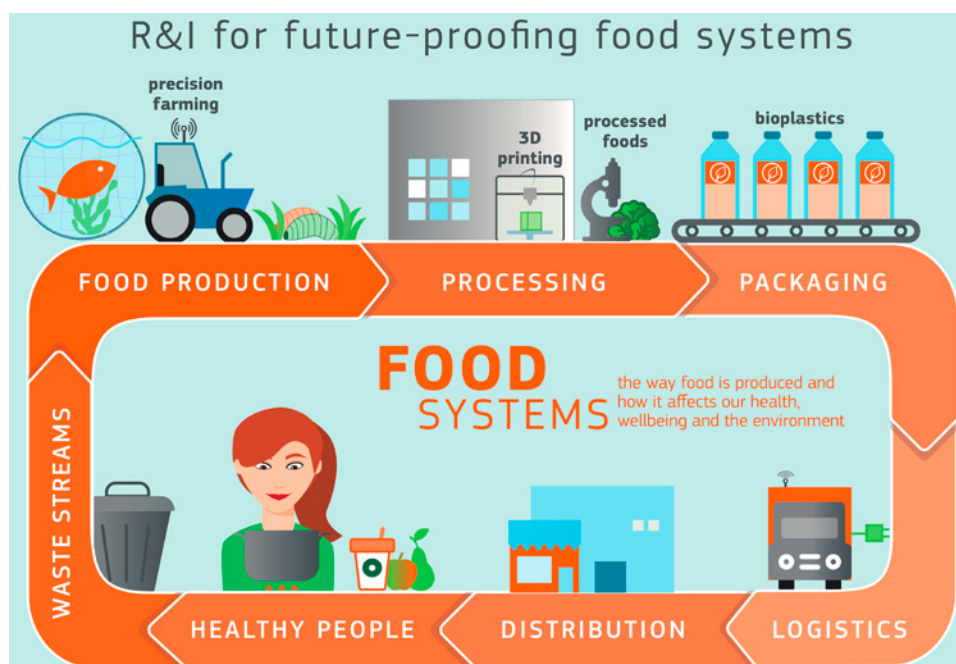 R&I for future-proofing food systems
precision
farming
3D
printing
processed
foods
bioplastics
FOOD PRODUCTION
PROCESSING
PACKAGING
FOOD
SYSTEMS
the way food is produced and
how it affects our health,
wellbeing and the environment
LOGISTICS
DISTRIBUTION
HEALTHY PEOPLE
WASTE STREAMS